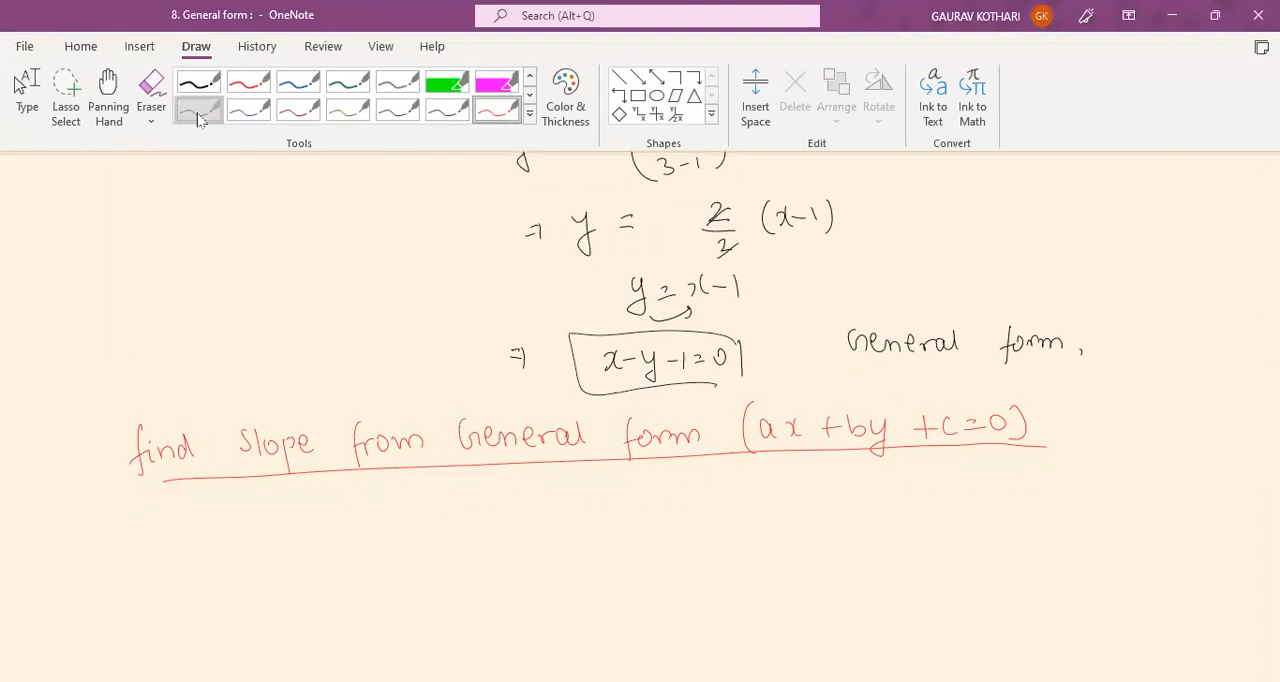 8. General form : - OneNote
Search (Alt+Q)
GAURAV KOTHARI GK
File Home Insert Draw History Review View Help
Type Lasso Select Panning Hand Eraser Color & Thickness Insert Space Delete Arrange Rotate Ink to Text Ink to Math
Tools Shapes Edit Convert
(3-1)
⇒ y = 2/2 (x-1)
y = x-1
⇒ x-y-1=0 General form,
find slope from General form (ax+by+c=0)